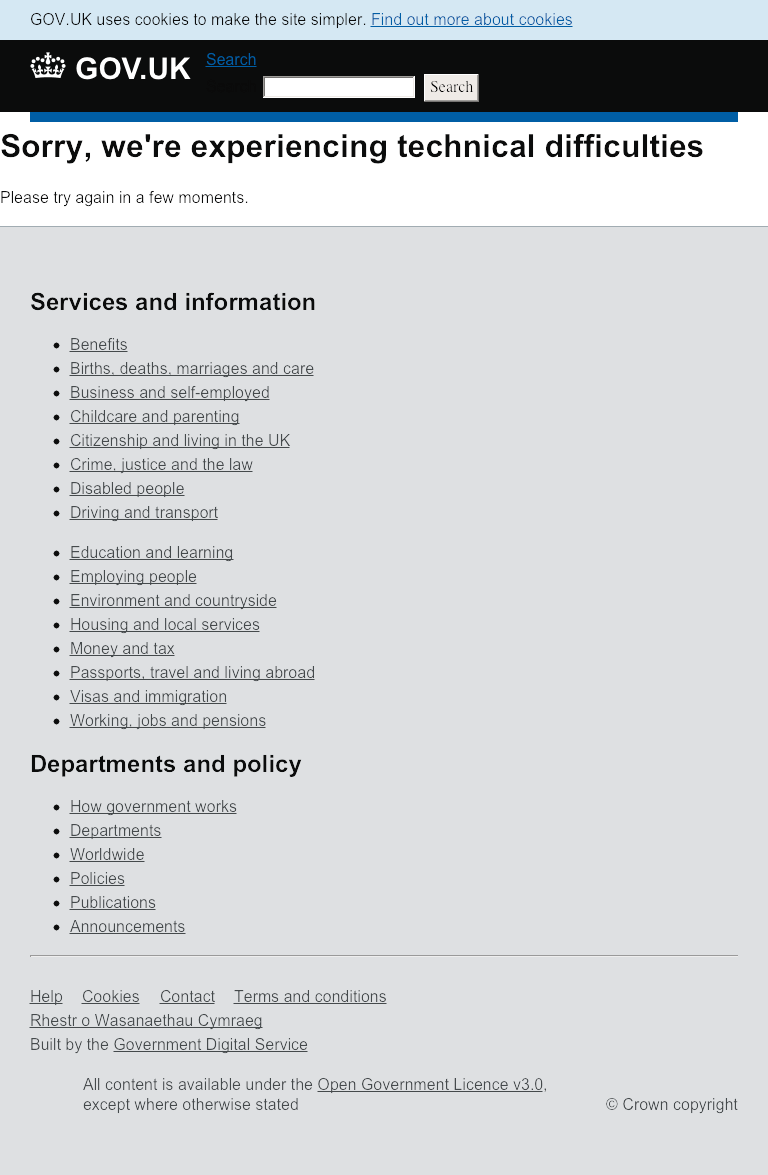 GOV.UK uses cookies to make the site simpler. Find out more about cookies
GOV.UK
Search
Search
Sorry, we're experiencing technical difficulties
Please try again in a few moments.
Services and information
Benefits
Births, deaths, marriages and care
Business and self-employed
Childcare and parenting
Citizenship and living in the UK
Crime, justice and the law
Disabled people
Driving and transport
Education and learning
Employing people
Environment and countryside
Housing and local services
Money and tax
Passports, travel and living abroad
Visas and immigration
Working, jobs and pensions
Departments and policy
How government works
Departments
Worldwide
Policies
Publications
Announcements
Help Cookies Contact Terms and conditions
Rhestr o Wasanaethau Cymraeg
Built by the Government Digital Service
All content is available under the Open Government Licence v3.0,
except where otherwise stated
© Crown copyright